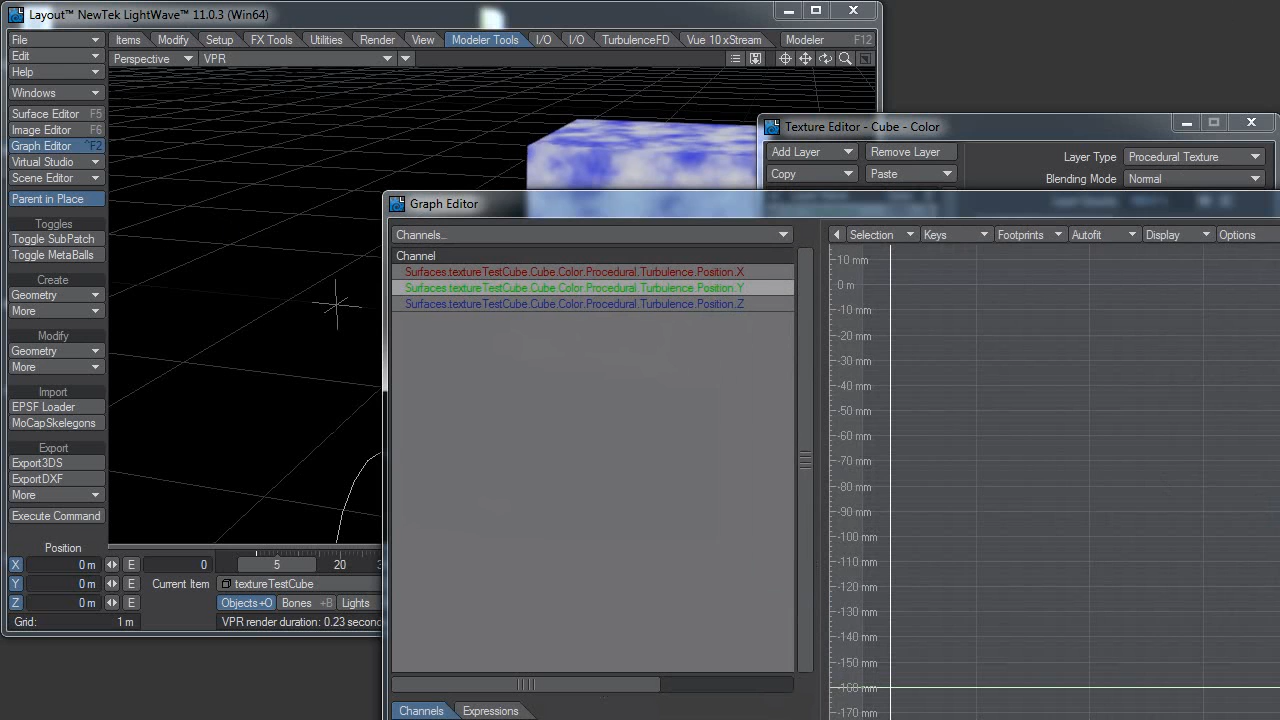 Layout™ NewTek LightWave™ 11.0.3 (Win64)
File
Items Modify Setup FX Tools Utilities Render View Modeler Tools I/O I/O TurbulenceFD Vue 10 xStream Modeler F12
Edit
Perspective VPR
Help
Windows
Surface Editor F5
Image Editor F6
Graph Editor ^F2
Virtual Studio
Scene Editor
Parent in Place
Toggles
Toggle SubPatch
Toggle MetaBalls
Create
Geometry
More
Modify
Geometry
More
Import
EPSF Loader
MoCapSkelegons
Export
Export3DS
ExportDXF
More
Execute Command
Position
X 0 m E 0 5 20
Y 0 m E Current Item textureTestCube
Z 0 m E Objects +O Bones +B Lights
Grid: 1 m VPR render duration: 0.23 second
Texture Editor - Cube - Color
Add Layer Remove Layer Layer Type Procedural Texture
Copy Paste Blending Mode Normal
Graph Editor
Channels... Selection Keys Footprints Autofit Display Options
Channel
Surfaces.textureTestCube.Cube.Color.Procedural.Turbulence.Position.X
Surfaces.textureTestCube.Cube.Color.Procedural.Turbulence.Position.Y
Surfaces.textureTestCube.Cube.Color.Procedural.Turbulence.Position.Z
10 mm
0 m
-10 mm
-20 mm
-30 mm
-40 mm
-50 mm
-60 mm
-70 mm
-80 mm
-90 mm
-100 mm
-110 mm
-120 mm
-130 mm
-140 mm
-150 mm
-160 mm
-170 mm
Channels Expressions